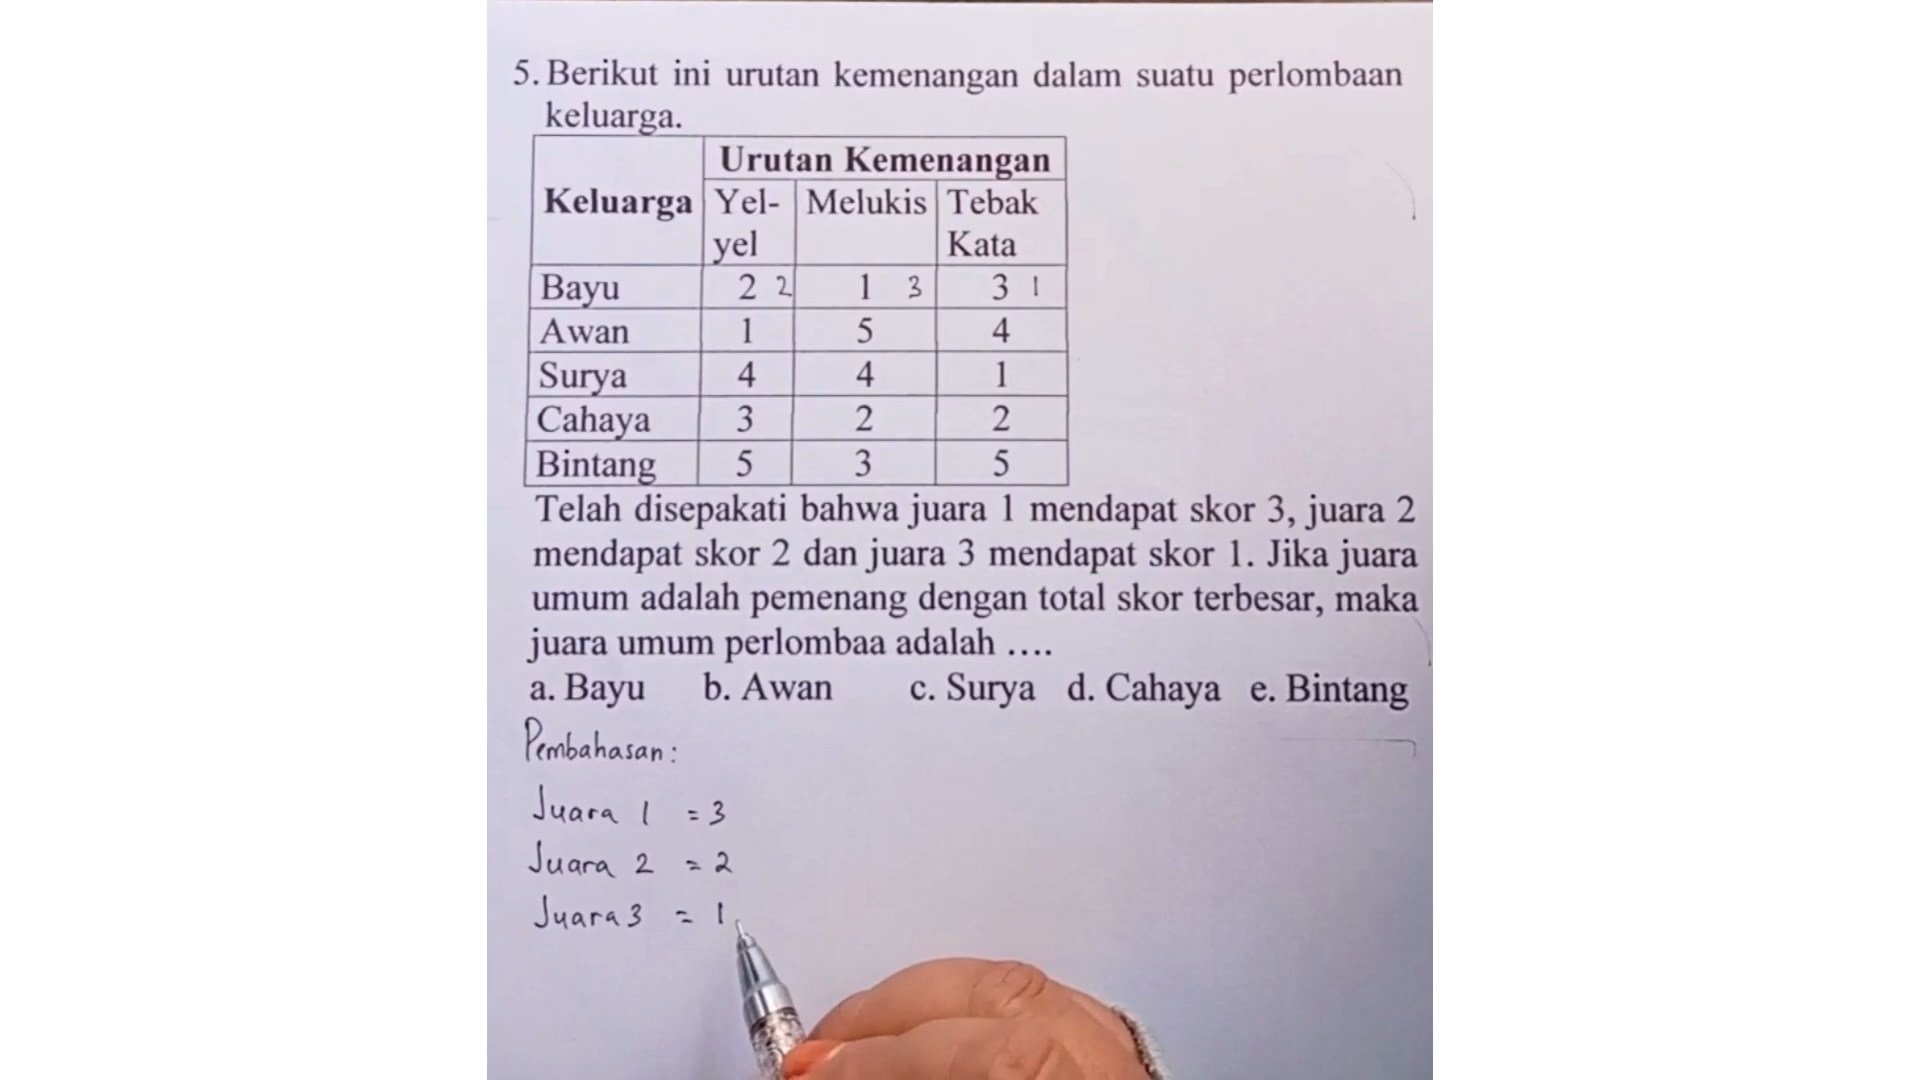 5. Berikut ini urutan kemenangan dalam suatu perlombaan
keluarga.
Urutan Kemenangan
Keluarga Yel- Melukis Tebak
yel Kata
Bayu 2 2 1 3 3 1
Awan 1 5 4
Surya 4 4 1
Cahaya 3 2 2
Bintang 5 3 5
Telah disepakati bahwa juara 1 mendapat skor 3, juara 2
mendapat skor 2 dan juara 3 mendapat skor 1. Jika juara
umum adalah pemenang dengan total skor terbesar, maka
juara umum perlombaa adalah ....
a. Bayu b. Awan c. Surya d. Cahaya e. Bintang
Pembahasan:
Juara 1 = 3
Juara 2 = 2
Juara 3 = 1